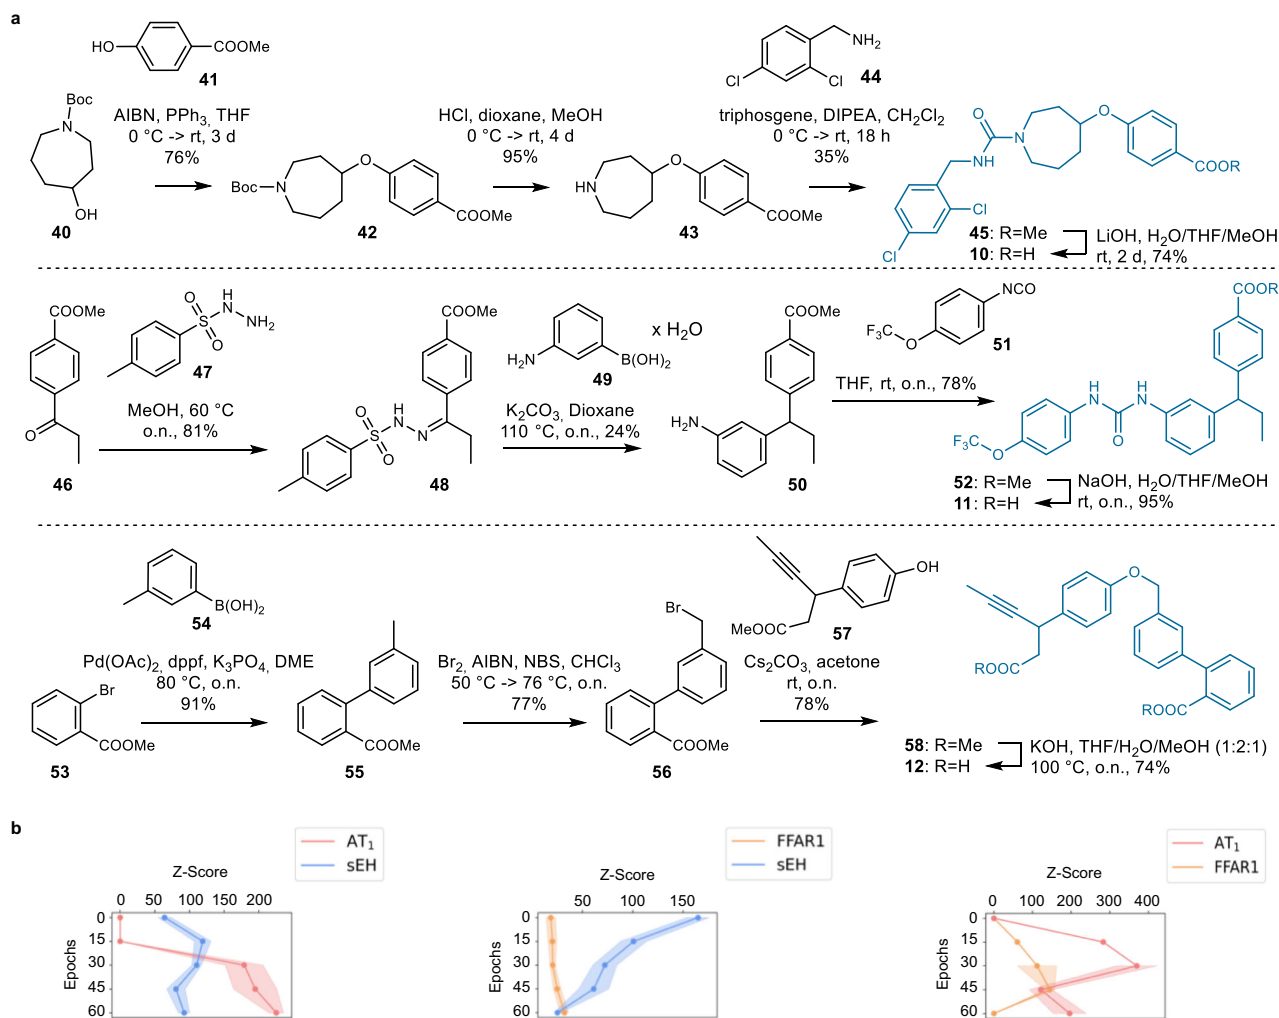 a
HO
COOMe
41
Boc
N
OH
40
AIBN, PPh3, THF
0 °C -> rt, 3 d
76%
Boc
N
O
COOMe
42
HCl, dioxane, MeOH
0 °C -> rt, 4 d
95%
HN
O
COOMe
43
NH2
Cl
Cl
44
triphosgene, DIPEA, CH2Cl2
0 °C -> rt, 18 h
35%
O
N
NH
O
COOR
Cl
Cl
45: R=Me
10: R=H
LiOH, H2O/THF/MeOH
rt, 2 d, 74%
COOMe
O
46
O
S
O
H
N
NH2
47
MeOH, 60 °C
o.n., 81%
COOMe
O
S
O
H
N
N
48
H2N
B(OH)2
x H2O
49
K2CO3, Dioxane
110 °C, o.n., 24%
COOMe
H2N
50
NCO
F3C
O
51
THF, rt, o.n., 78%
COOR
H
N
H
N
O
F3C
O
52: R=Me
11: R=H
NaOH, H2O/THF/MeOH
rt, o.n., 95%
B(OH)2
54
Pd(OAc)2, dppf, K3PO4, DME
80 °C, o.n.
91%
Br
COOMe
53
COOMe
55
Br2, AIBN, NBS, CHCl3
50 °C -> 76 °C, o.n.
77%
Br
COOMe
56
OH
MeOOC
57
Cs2CO3, acetone
rt, o.n.
78%
O
ROOC
ROOC
58: R=Me
12: R=H
KOH, THF/H2O/MeOH (1:2:1)
100 °C, o.n., 74%
b
AT1
sEH
Z-Score
0 50 100 150 200
Epochs
0
15
30
45
60
FFAR1
sEH
Z-Score
50 100 150
Epochs
0
15
30
45
60
AT1
FFAR1
Z-Score
0 100 200 300 400
Epochs
0
15
30
45
60